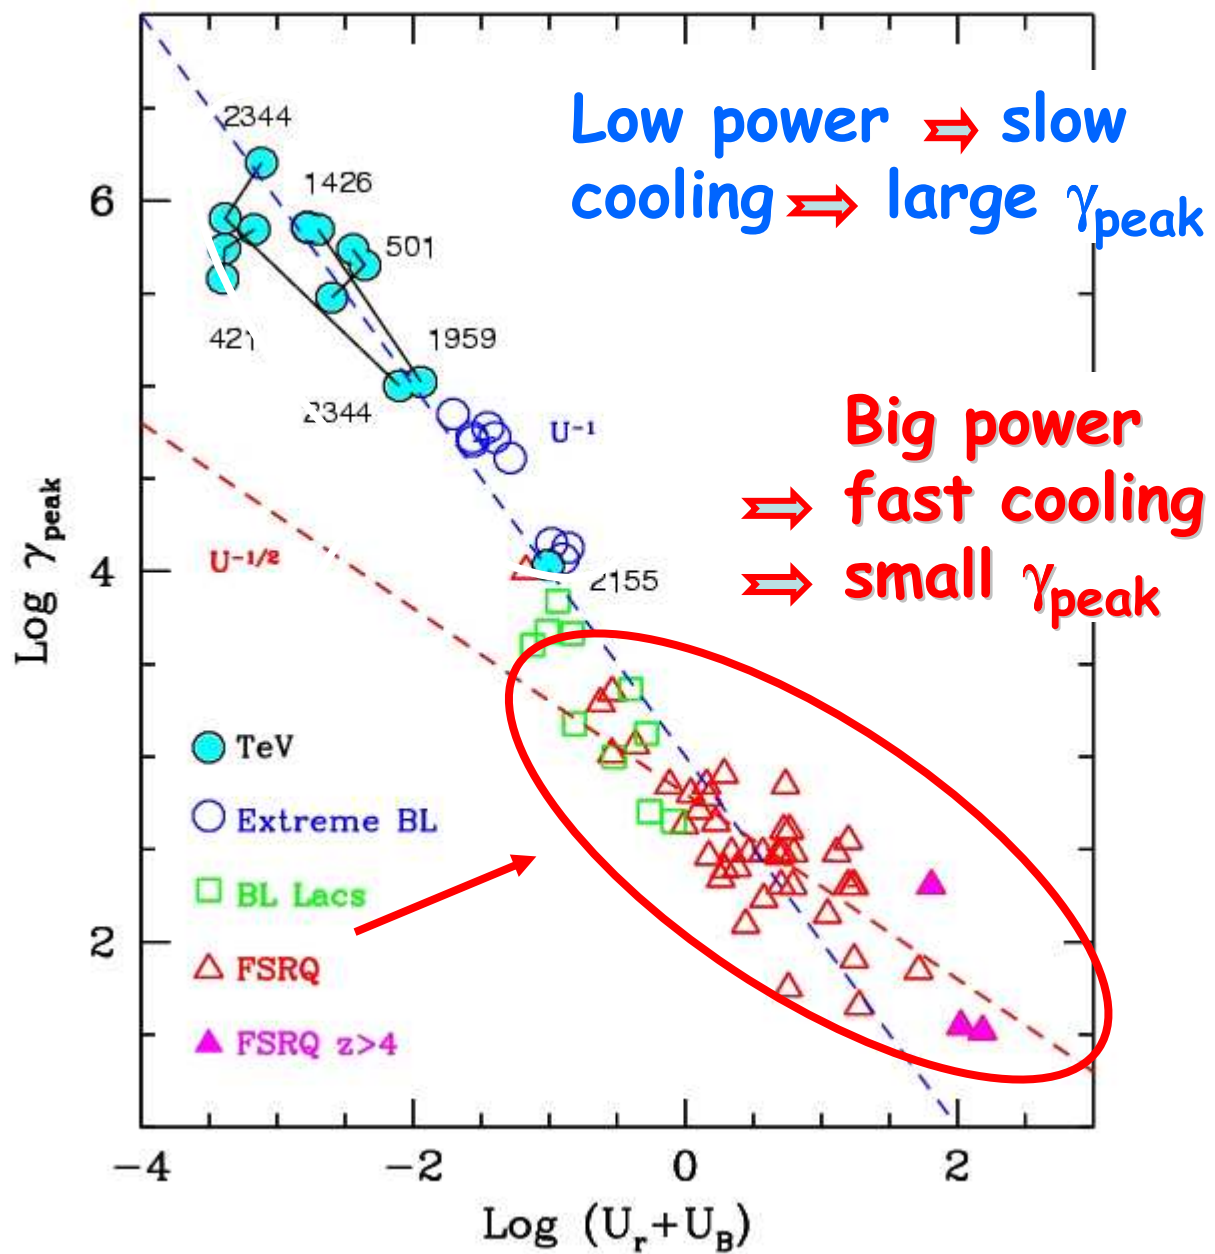 2344
Low power slow
1426
6
cooling large γpeak
501
421
1959
2344
U⁻¹
Big power
fast cooling
U⁻¹/²
4
2155
small γpeak
Log γpeak
TeV
Extreme BL
BL Lacs
2
FSRQ
FSRQ z>4
-4 -2 0 2
Log (Ur+UB)